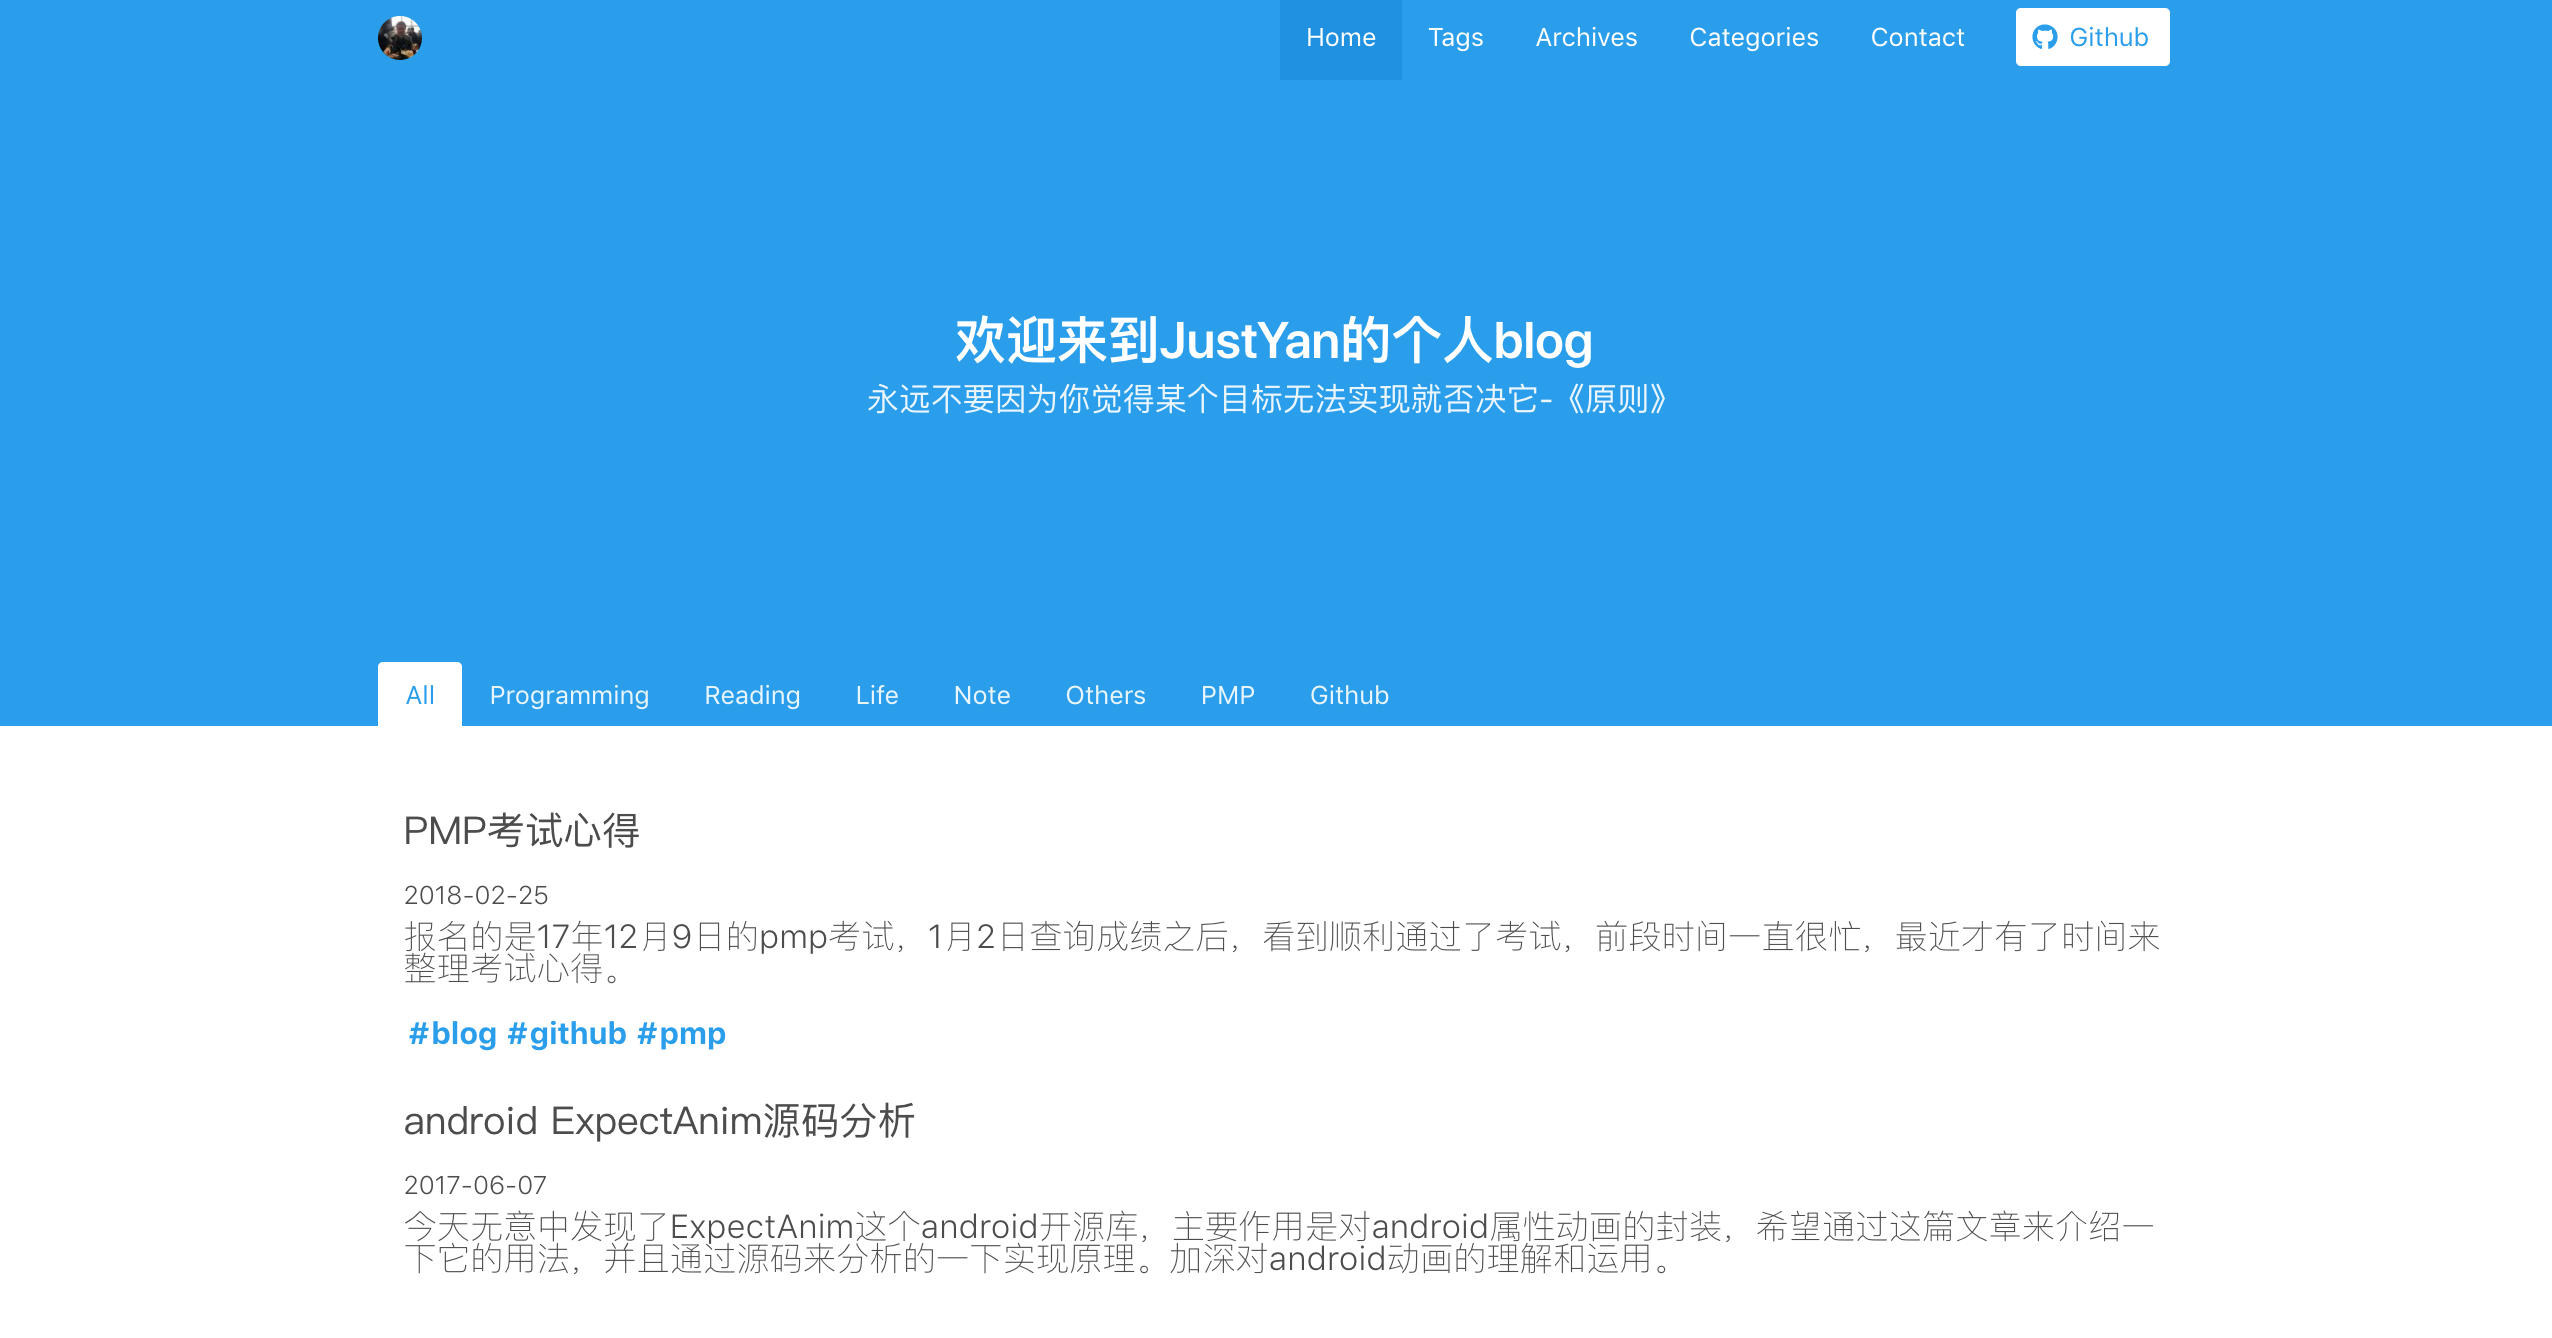 Home Tags Archives Categories Contact Github
欢迎来到JustYan的个人blog
永远不要因为你觉得某个目标无法实现就否决它-《原则》
All Programming Reading Life Note Others PMP Github
PMP考试心得
2018-02-25
报名的是17年12月9日的pmp考试，1月2日查询成绩之后，看到顺利通过了考试，前段时间一直很忙，最近才有了时间来
整理考试心得。
#blog #github #pmp
android ExpectAnim源码分析
2017-06-07
今天无意中发现了ExpectAnim这个android开源库，主要作用是对android属性动画的封装，希望通过这篇文章来介绍一
下它的用法，并且通过源码来分析的一下实现原理。加深对android动画的理解和运用。